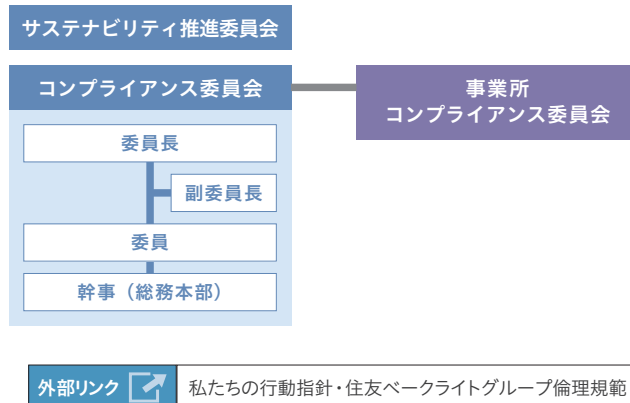 サステナビリティ推進委員会
コンプライアンス委員会
事業所
コンプライアンス委員会
委員長
副委員長
委員
幹事（総務本部）
外部リンク
私たちの行動指針・住友ベークライトグループ倫理規範